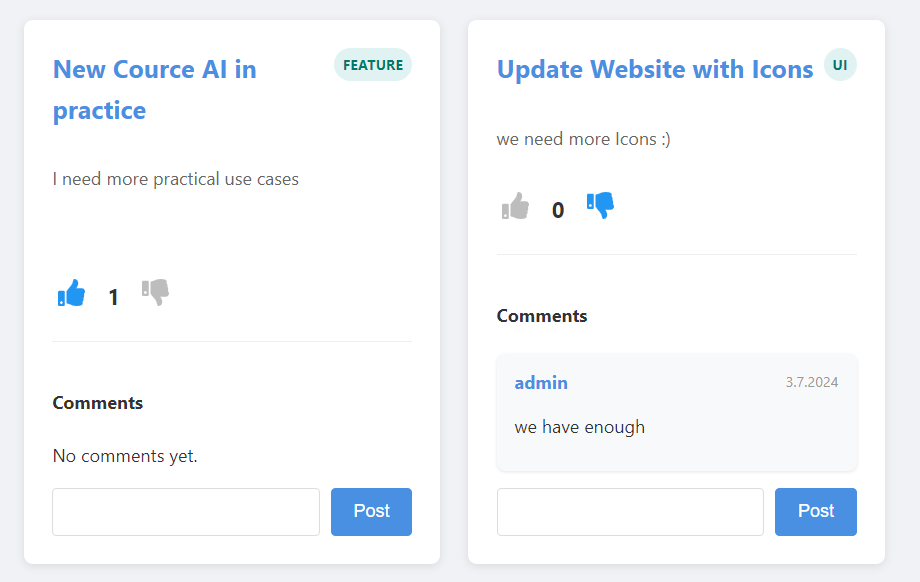 New Cource AI in
practice
FEATURE
I need more practical use cases
1
Comments
No comments yet.
Post
Update Website with Icons
UI
we need more Icons :)
0
Comments
admin
3.7.2024
we have enough
Post